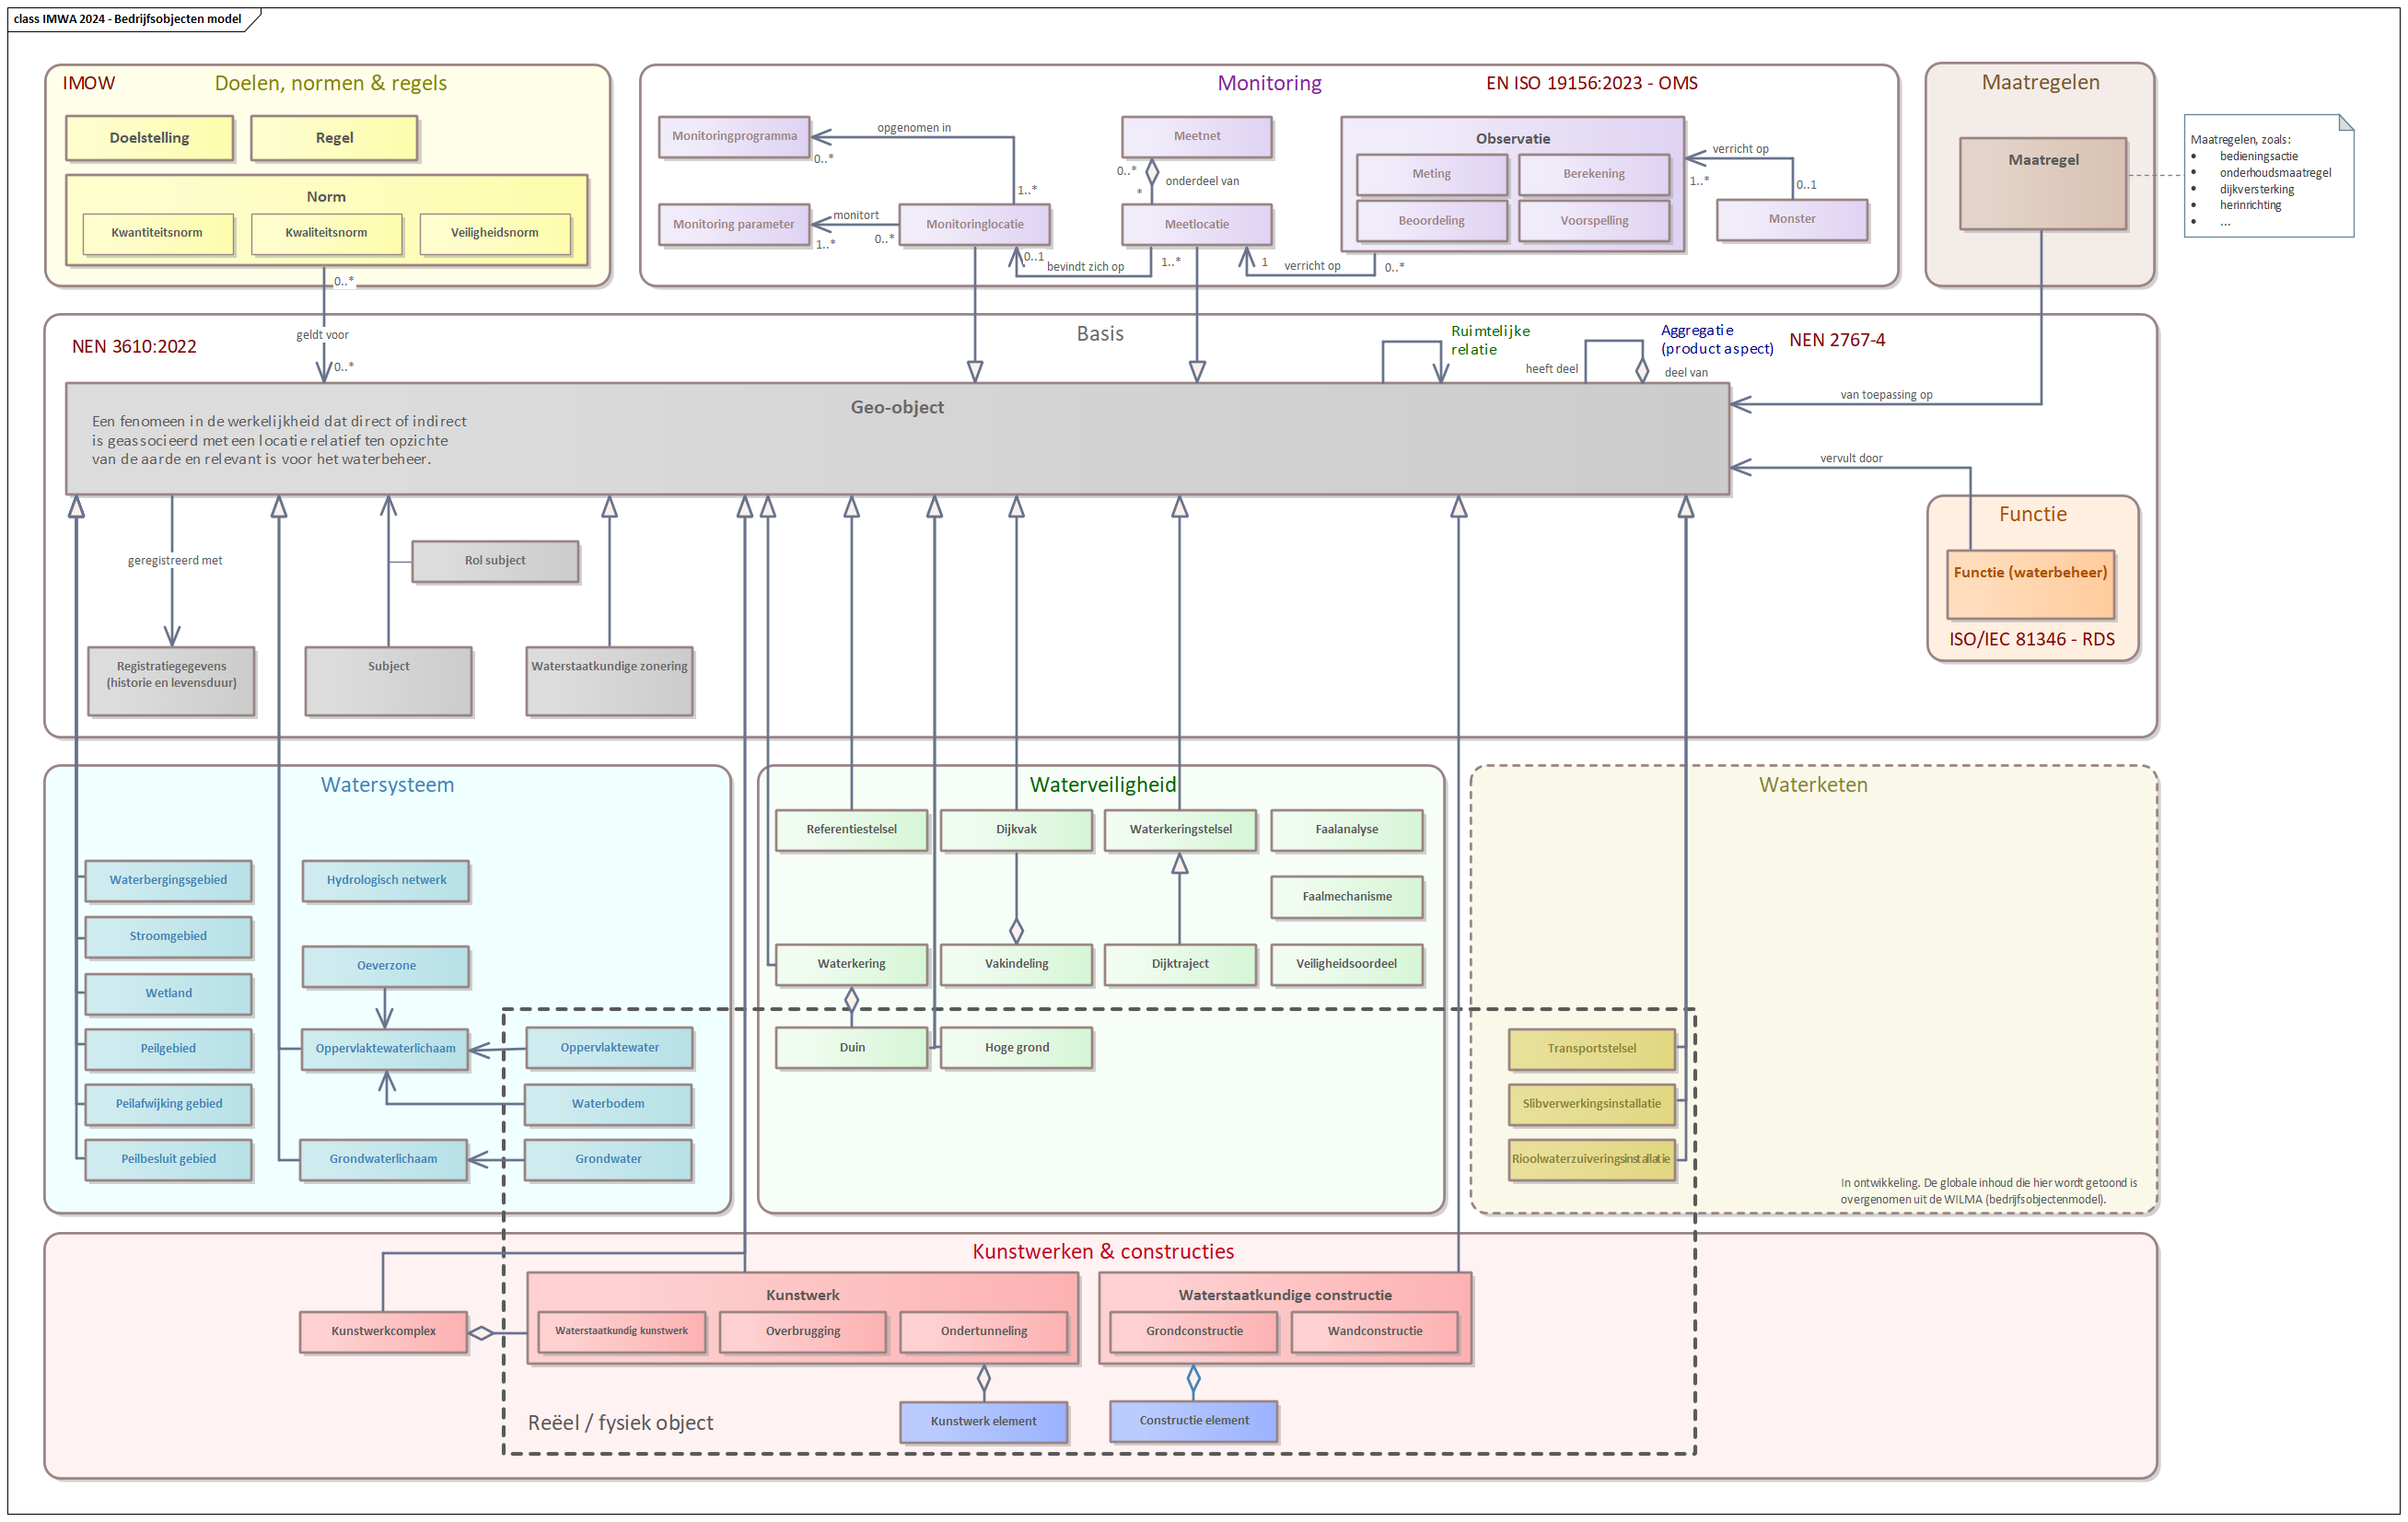 class IMWA 2024 - Bedrijfsobjecten model
IMOW
Doelen, normen & regels
Doelstelling
Regel
Norm
Kwantiteitsnorm
Kwaliteitsnorm
Veiligheidsnorm
0..*
geldt voor
0..*
Monitoring
EN ISO 19156:2023 - OMS
Monitoringprogramma
opgenomen in
0..*
1..*
Monitoring parameter
monitort
1..*
0..*
Monitoringlocatie
Meetnet
0..*
onderdeel van
*
Meetlocatie
0..1
bevindt zich op
1..*
1
verricht op
0..*
Observatie
Meting
Berekening
Beoordeling
Voorspelling
verricht op
1..*
0..1
Monster
Maatregelen
Maatregel
Maatregelen, zoals:
• bedieningsactie
• onderhoudsmaatregel
• dijkversterking
• herinrichting
• ...
NEN 3610:2022
Basis
Ruimtelijke
relatie
Aggregatie
(product aspect)
NEN 2767-4
heeft deel
deel van
Geo-object
Een fenomeen in de werkelijkheid dat direct of indirect
is geassocieerd met een locatie relatief ten opzichte
van de aarde en relevant is voor het waterbeheer.
van toepassing op
vervult door
Functie
Functie (waterbeheer)
ISO/IEC 81346 - RDS
geregistreerd met
Rol subject
Registratiegegevens
(historie en levensduur)
Subject
Waterstaatkundige zonering
Watersysteem
Waterbergingsgebied
Hydrologisch netwerk
Stroomgebied
Oeverzone
Wetland
Peilgebied
Oppervlaktewaterlichaam
Oppervlaktewater
Peilafwijking gebied
Waterbodem
Peilbesluit gebied
Grondwaterlichaam
Grondwater
Waterveiligheid
Referentiestelsel
Dijkvak
Waterkeringstelsel
Faalanalyse
Faalmechanisme
Waterkering
Vakindeling
Dijktraject
Veiligheidsoordeel
Duin
Hoge grond
Waterketen
Transportstelsel
Slibverwerkingsinstallatie
Rioolwaterzuiveringsinstallatie
In ontwikkeling. De globale inhoud die hier wordt getoond is
overgenomen uit de WILMA (bedrijfsobjectenmodel).
Kunstwerken & constructies
Kunstwerkcomplex
Kunstwerk
Waterstaatkundig kunstwerk
Overbrugging
Ondertunneling
Waterstaatkundige constructie
Grondconstructie
Wandconstructie
Reëel / fysiek object
Kunstwerk element
Constructie element